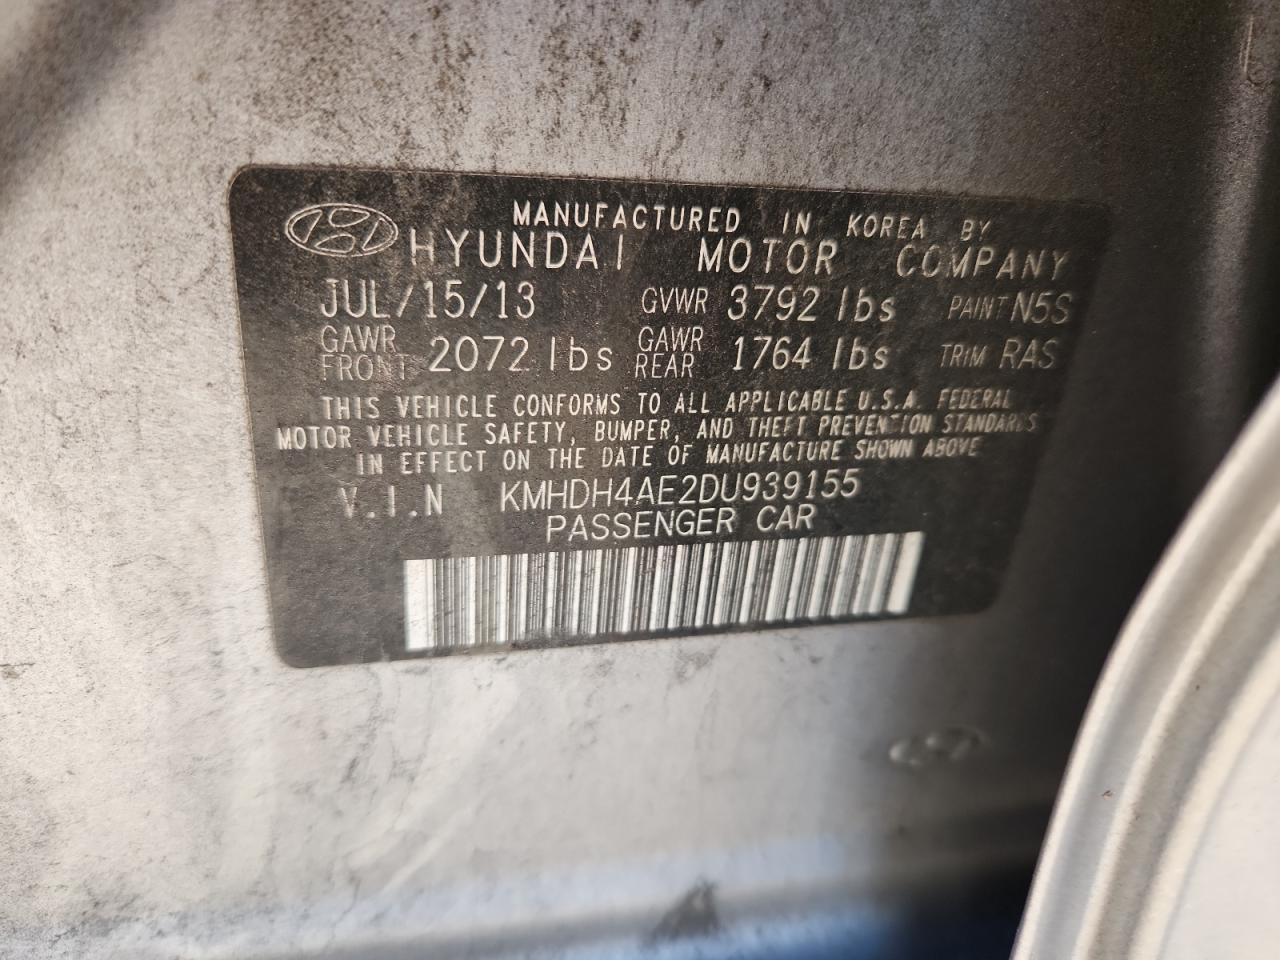 MANUFACTURED IN KOREA BY
HYUNDAI MOTOR COMPANY
JUL/15/13 GVWR 3792 lbs PAINT N5S
GAWR FRONT 2072 lbs GAWR REAR 1764 lbs TRIM RAS
THIS VEHICLE CONFORMS TO ALL APPLICABLE U.S.A. FEDERAL
MOTOR VEHICLE SAFETY, BUMPER, AND THEFT PREVENTION STANDARDS
IN EFFECT ON THE DATE OF MANUFACTURE SHOWN ABOVE
V.I.N KMHDH4AE2DU939155
PASSENGER CAR